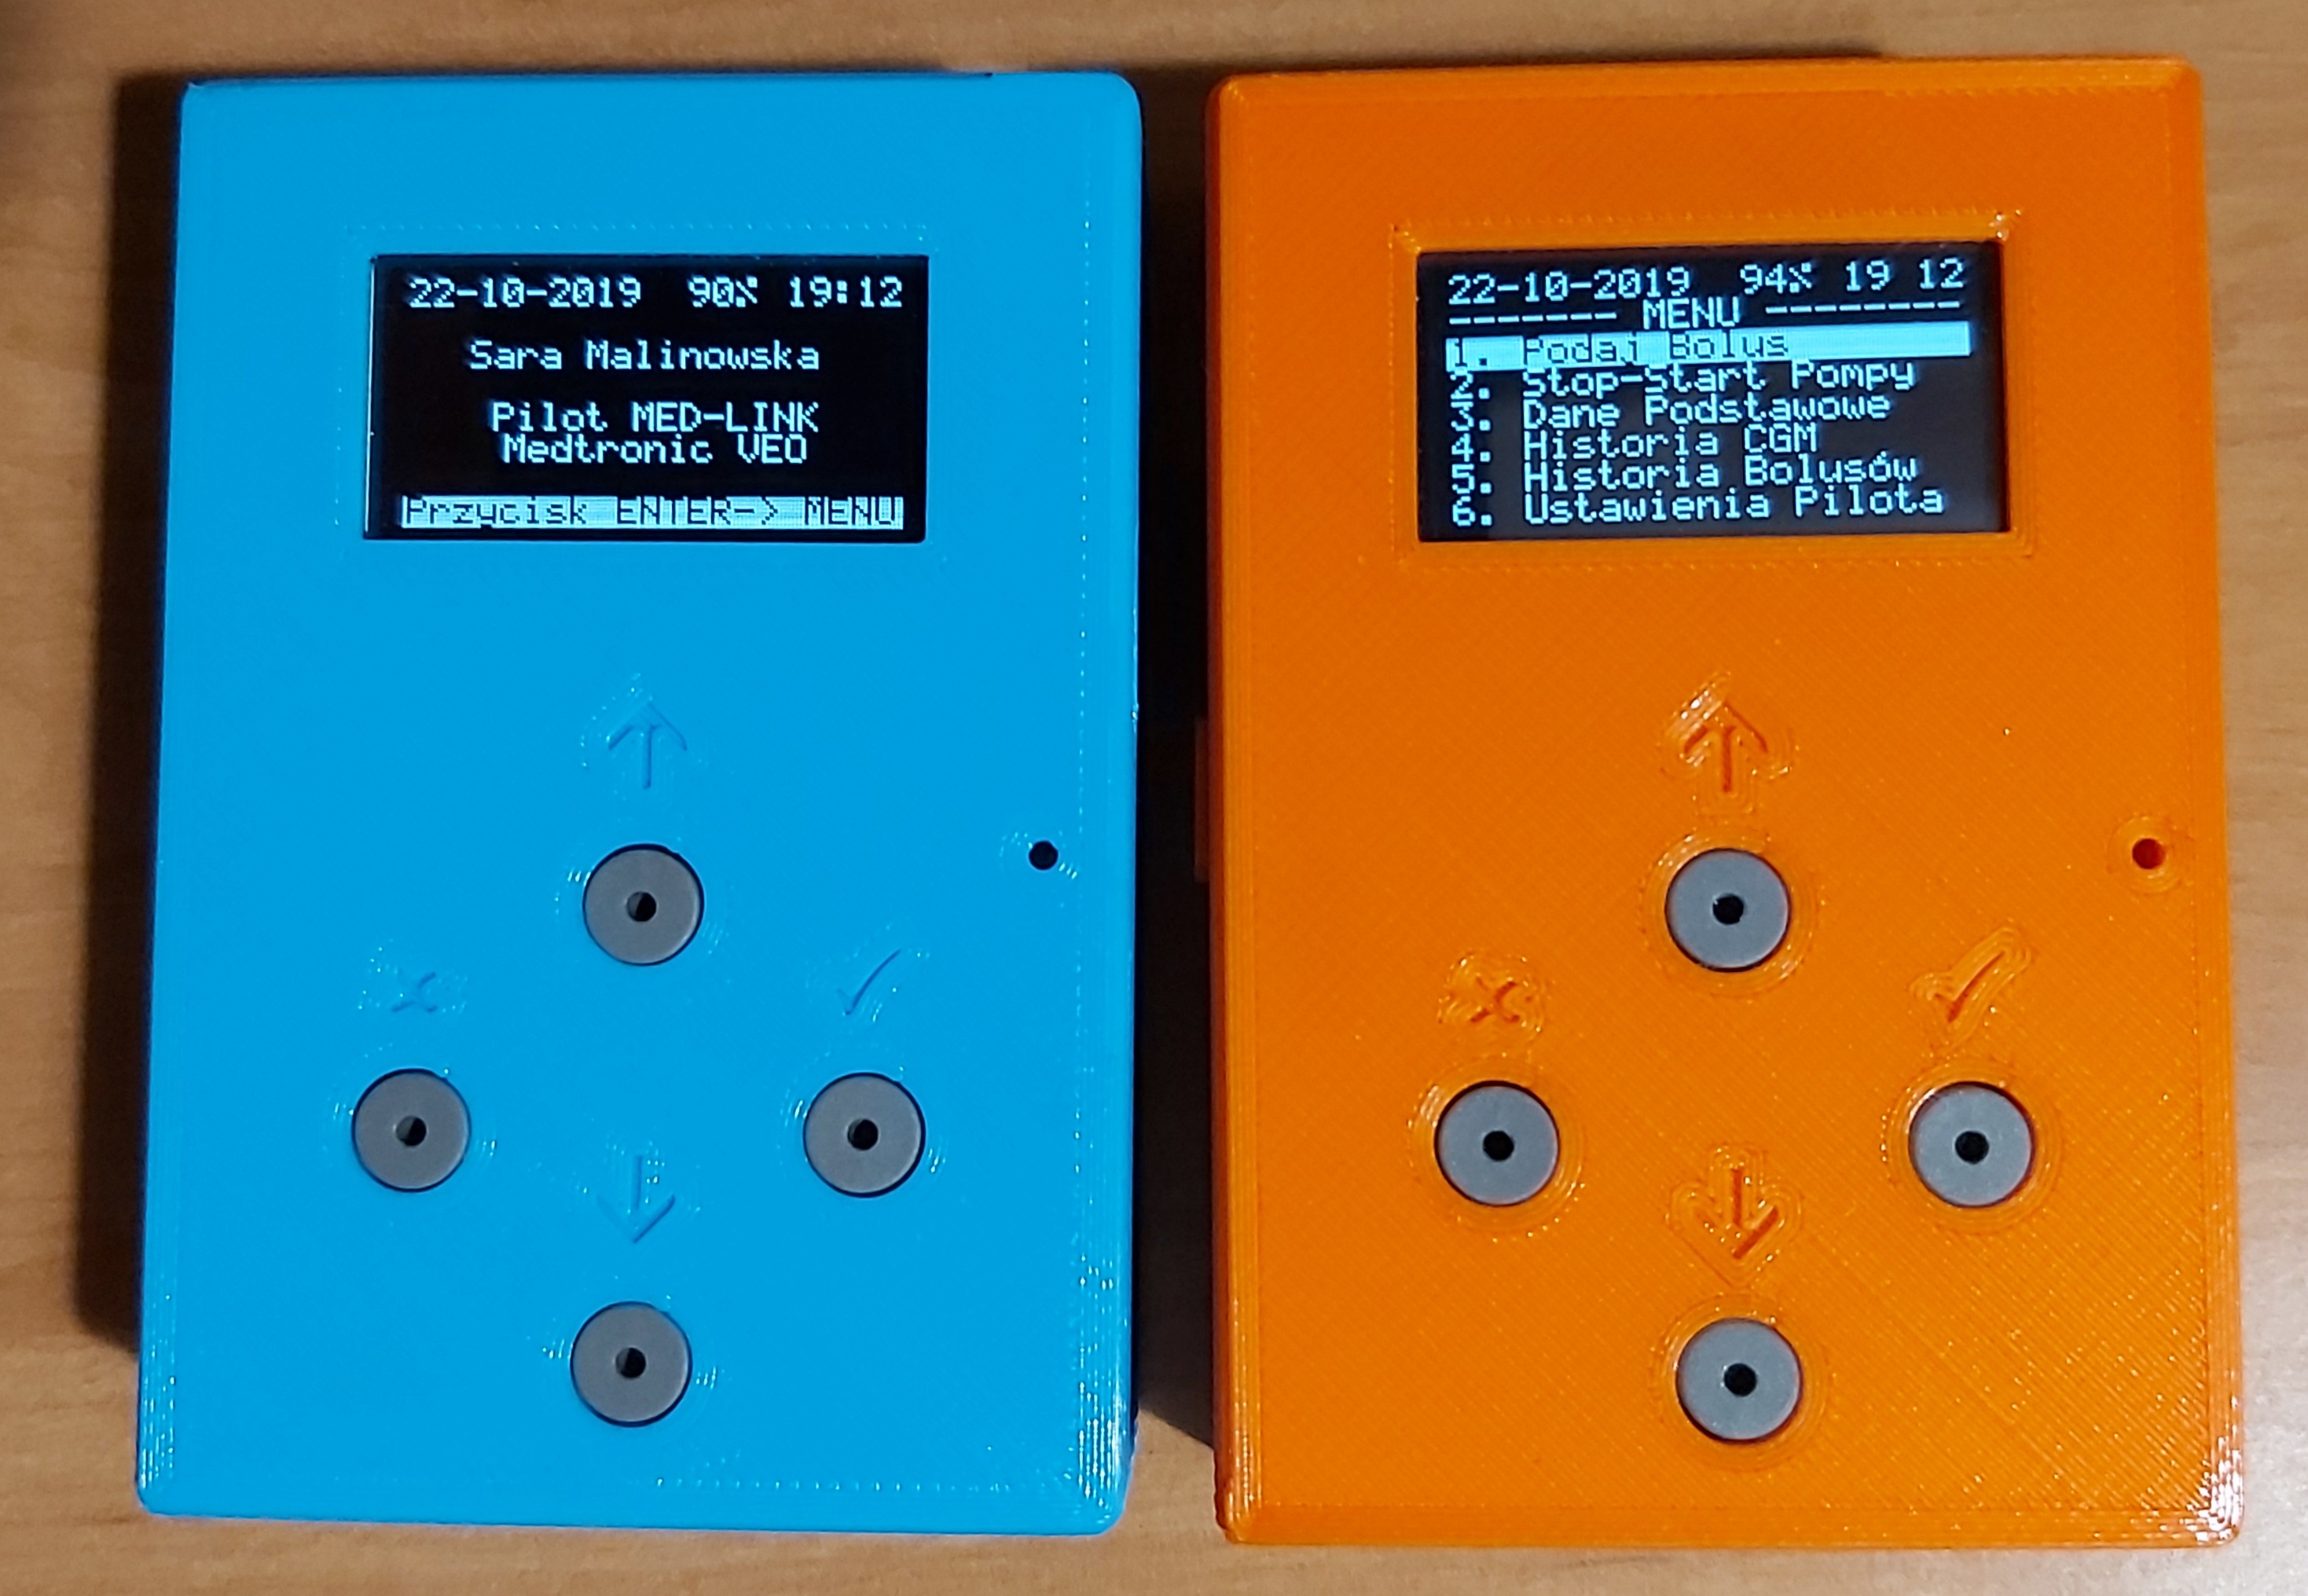 22-10-2019 90% 19:12
Sara Malinowska
Pilot MED-LINK
Medtronic VEO
Przycisk ENTER-> MENU
22-10-2019 94% 19 12
------- MENU --------
1. Podaj Bolus
2. Stop-Start Pompy
3. Dane Podstawowe
4. Historia CGM
5. Historia Bolusów
6. Ustawienia Pilota